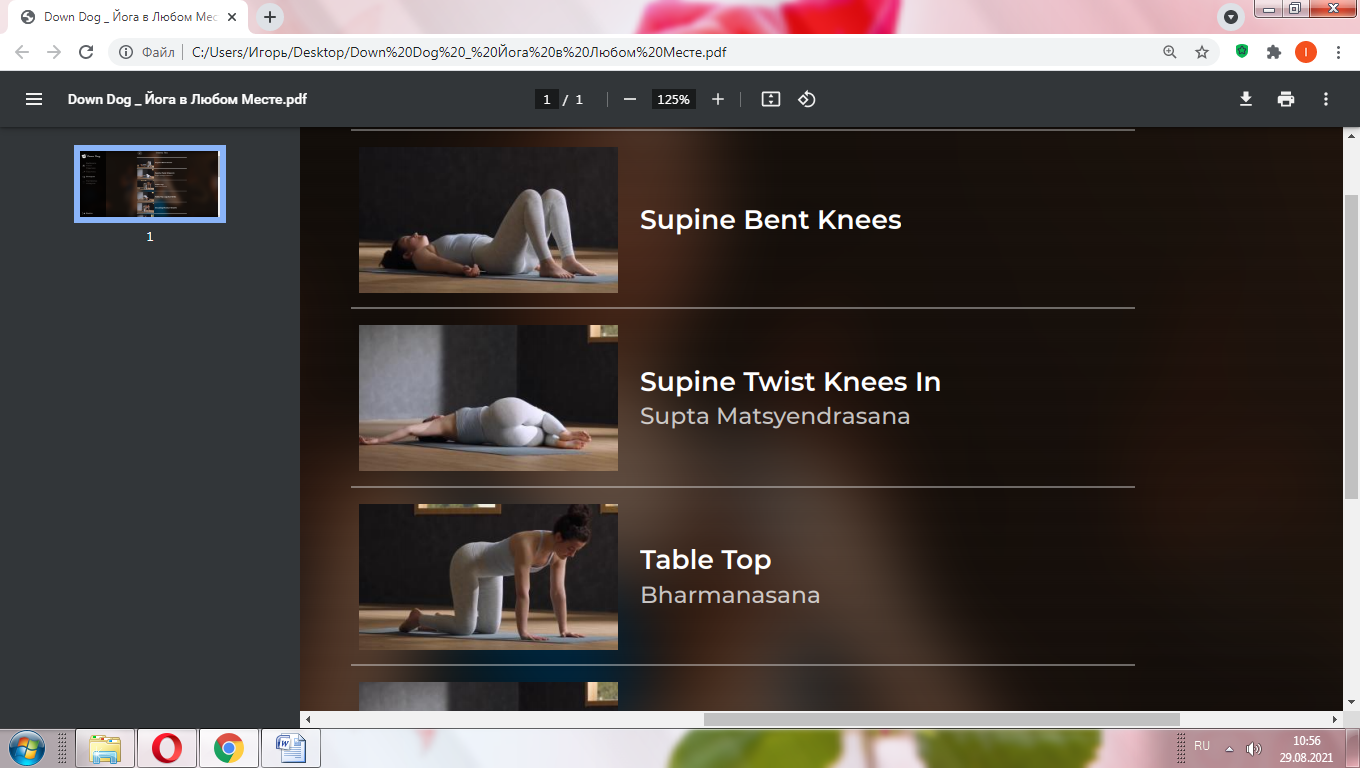 Down Dog _ Йога в Любом Мес
Файл
C:/Users/Игорь/Desktop/Down%20Dog%20_%20Йога%20в%20Любом%20Месте.pdf
I
Down Dog _ Йога в Любом Месте.pdf
1 / 1
125%
1
Supine Bent Knees
Supine Twist Knees In
Supta Matsyendrasana
Table Top
Bharmanasana
RU
10:56
29.08.2021